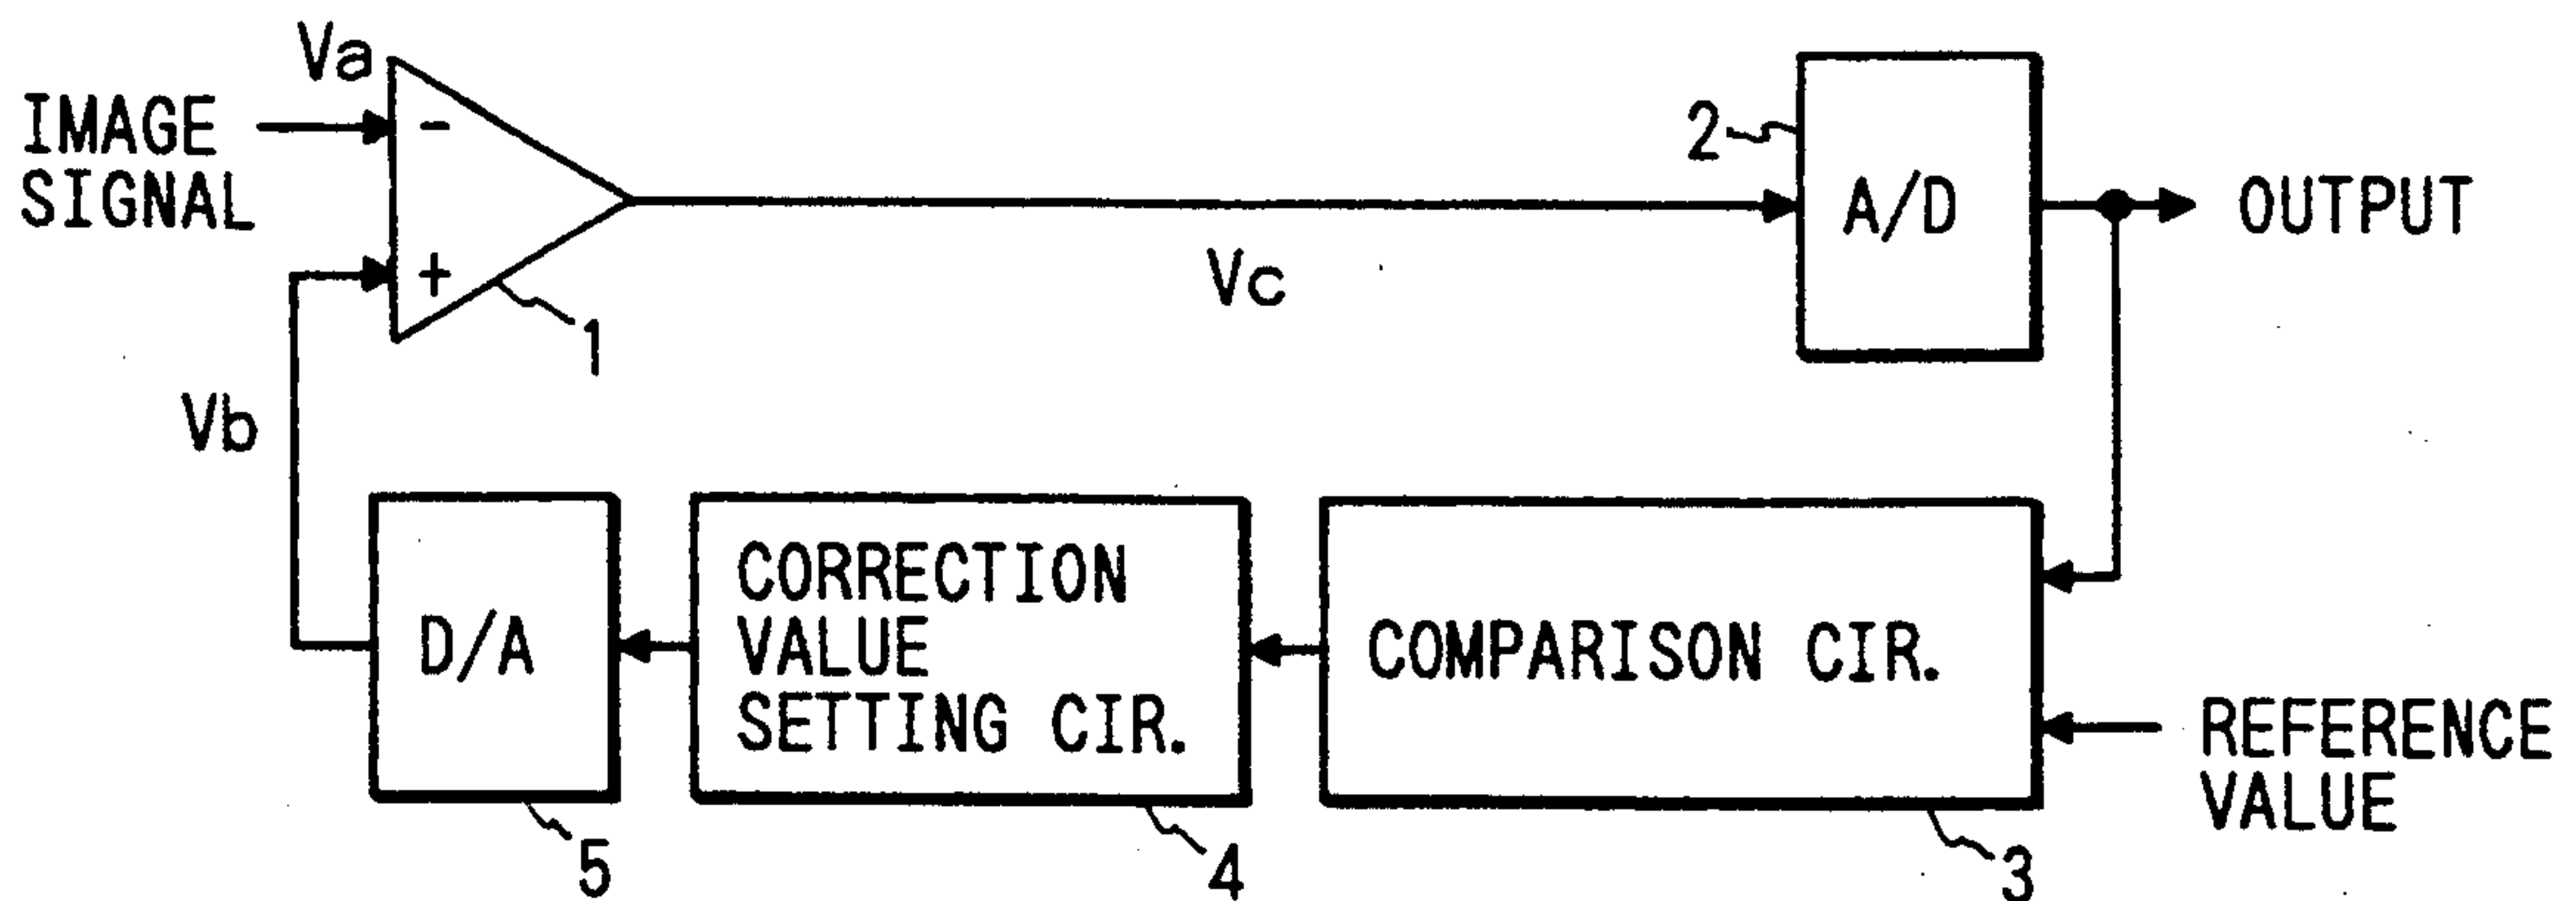 Va
IMAGE
SIGNAL
-
+
1
Vc
2
A/D
OUTPUT
Vb
D/A
5
CORRECTION
VALUE
SETTING CIR.
4
COMPARISON CIR.
3
REFERENCE
VALUE